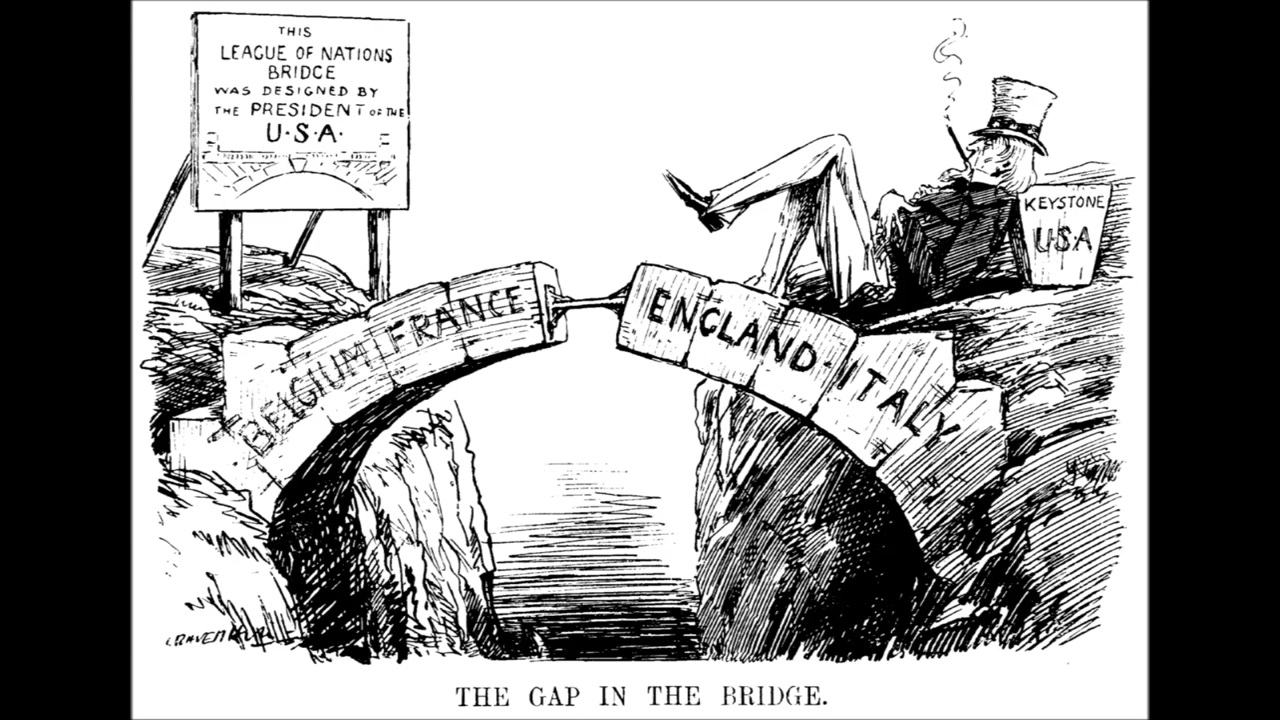 THIS
LEAGUE OF NATIONS
BRIDGE
WAS DESIGNED BY
THE PRESIDENT OF THE
U.S.A.
KEYSTONE
U.S.A
BELGIUM
FRANCE
ENGLAND
ITALY
THE GAP IN THE BRIDGE.